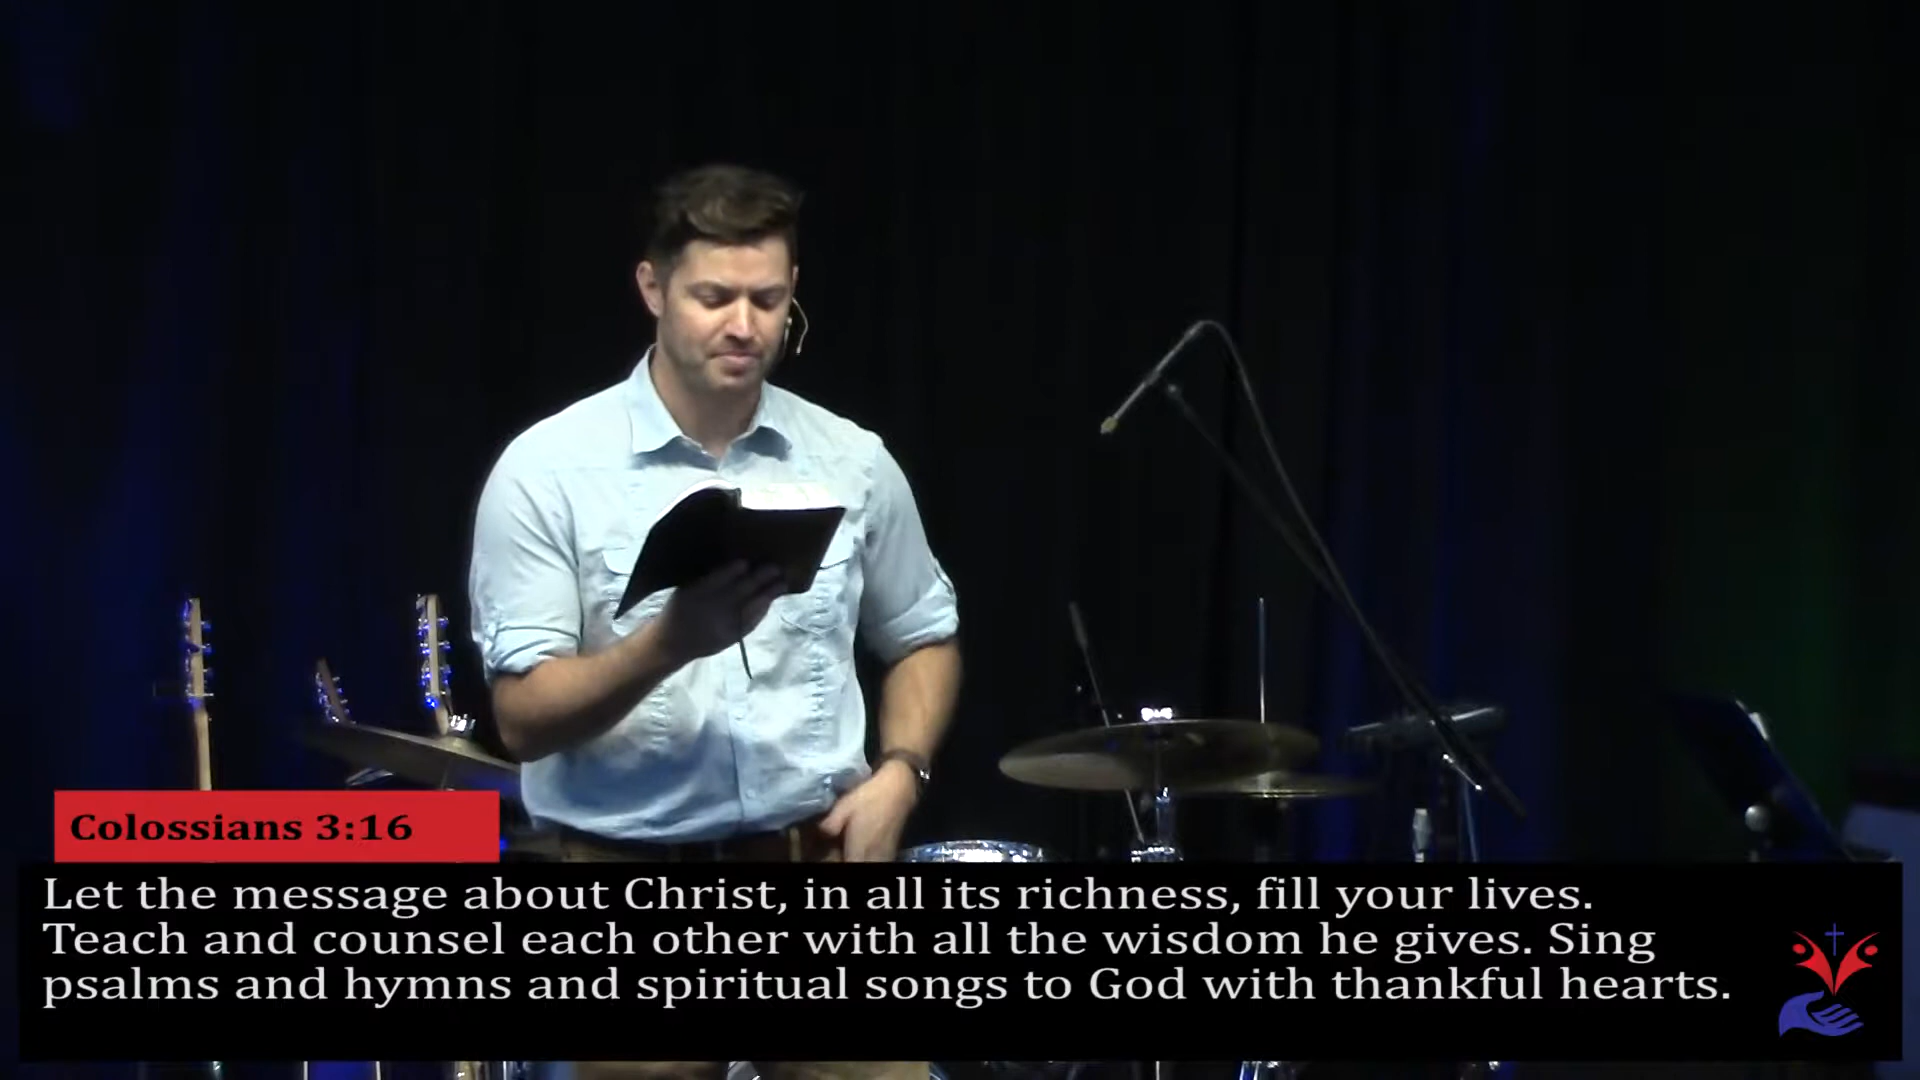 Colossians 3:16
Let the message about Christ, in all its richness, fill your lives.
Teach and counsel each other with all the wisdom he gives. Sing
psalms and hymns and spiritual songs to God with thankful hearts.